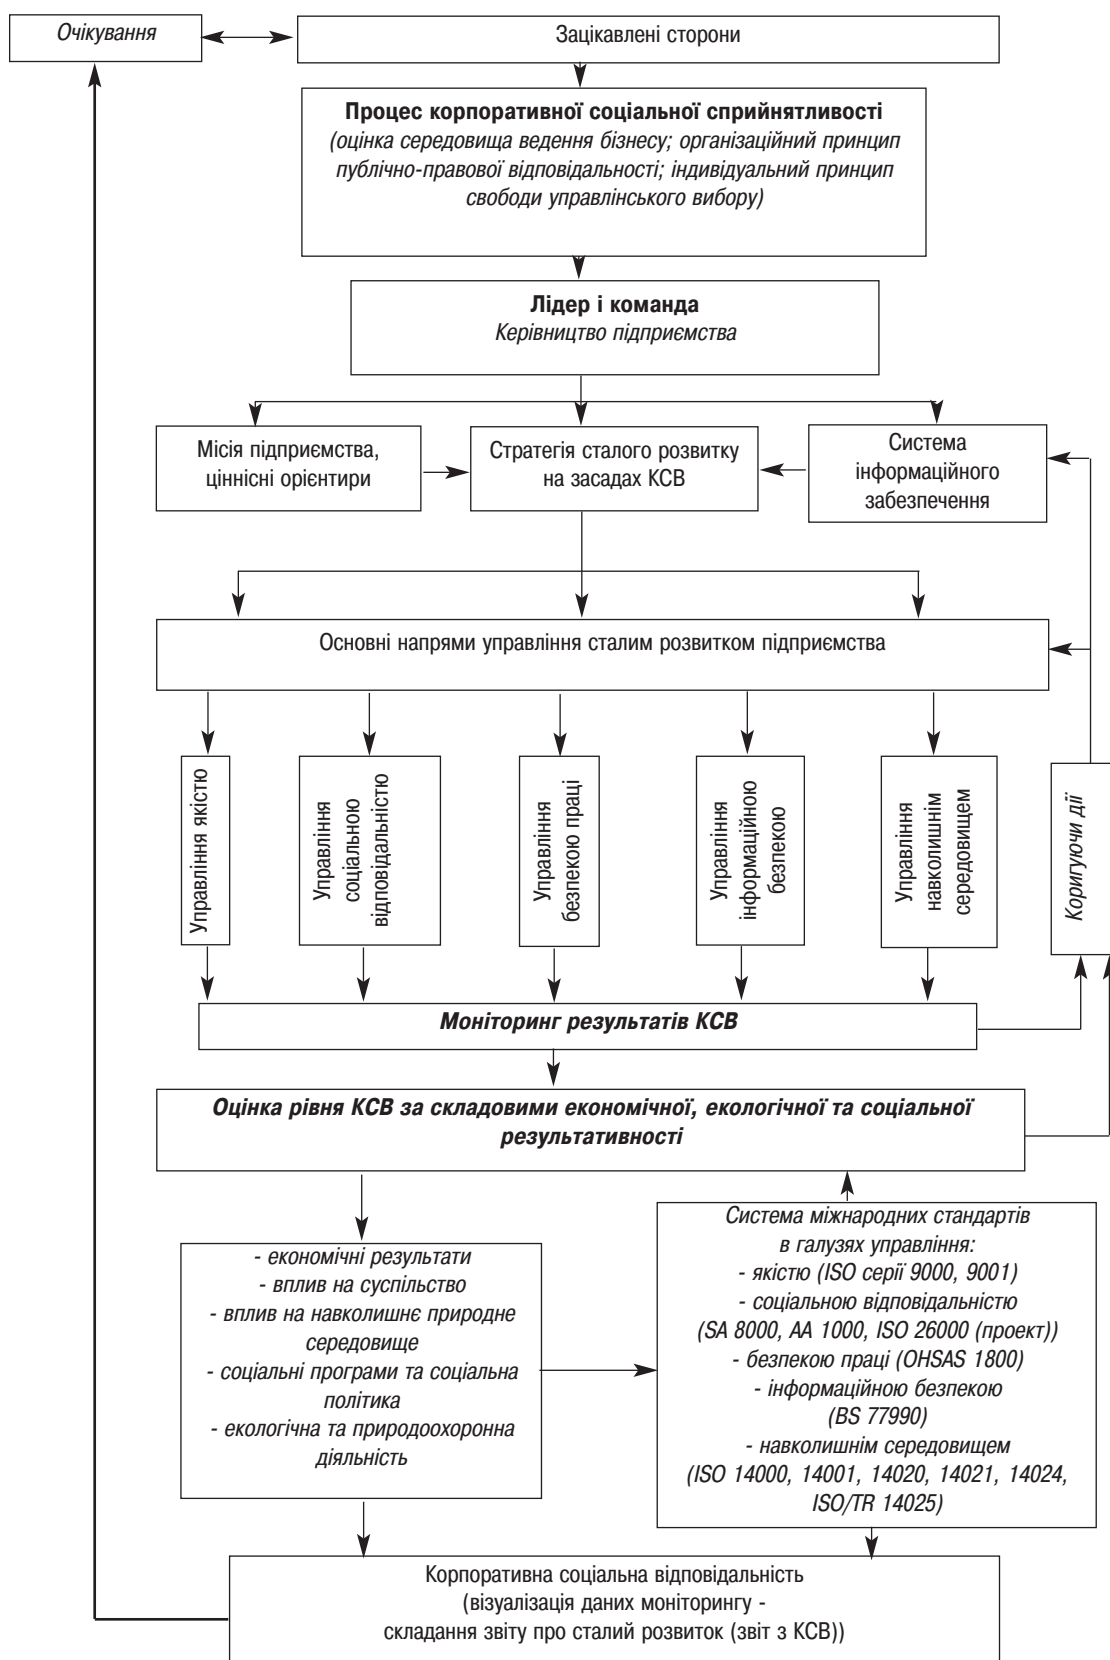 Очікування
Зацікавлені сторони
Процес корпоративної соціальної сприйнятливості
(оцінка середовища ведення бізнесу; організаційний принцип
публічно-правової відповідальності; індивідуальний принцип
свободи управлінського вибору)
Лідер і команда
Керівництво підприємства
Місія підприємства,
ціннісні орієнтири
Стратегія сталого розвитку
на засадах КСВ
Система
інформаційного
забезпечення
Основні напрями управління сталим розвитком підприємства
Управління якістю
Управління
соціальною
відповідальністю
Управління
безпекою праці
Управління
інформаційною
безпекою
Управління
навколишнім
середовищем
Коригуючи дії
Моніторинг результатів КСВ
Оцінка рівня КСВ за складовими економічної, екологічної та соціальної
результативності
- економічні результати
- вплив на суспільство
- вплив на навколишнє природне
середовище
- соціальні програми та соціальна
політика
- екологічна та природоохоронна
діяльність
Система міжнародних стандартів
в галузях управління:
- якістю (ISO серії 9000, 9001)
- соціальною відповідальністю
(SA 8000, AA 1000, ISO 26000 (проект))
- безпекою праці (OHSAS 1800)
- інформаційною безпекою
(BS 77990)
- навколишнім середовищем
(ISO 14000, 14001, 14020, 14021, 14024,
ISO/TR 14025)
Корпоративна соціальна відповідальність
(візуалізація даних моніторингу -
складання звіту про сталий розвиток (звіт з КСВ))